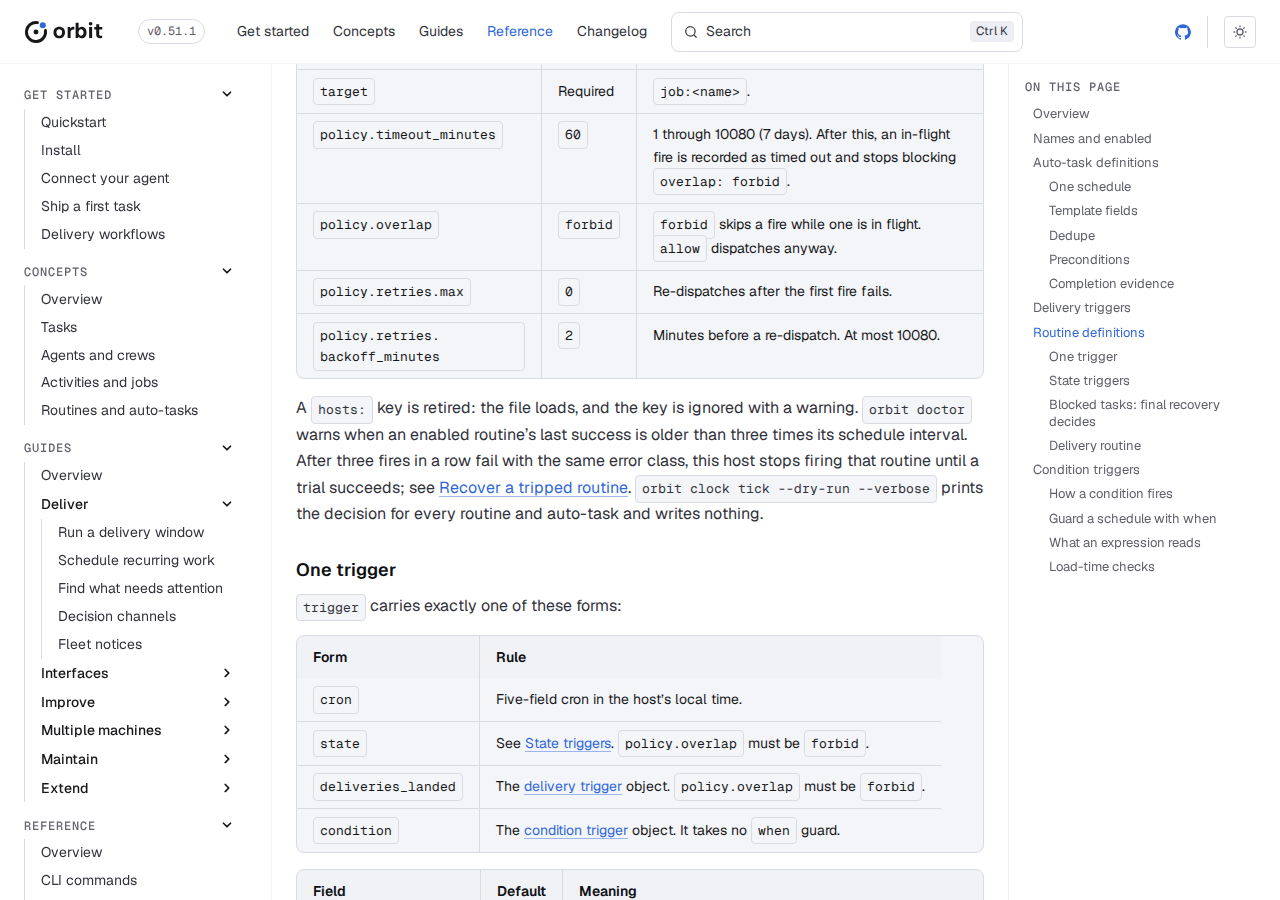 orbit
v0.51.1
Get started
Concepts
Guides
Reference
Changelog
Search
Ctrl K
GET STARTED
Quickstart
Install
Connect your agent
Ship a first task
Delivery workflows
CONCEPTS
Overview
Tasks
Agents and crews
Activities and jobs
Routines and auto-tasks
GUIDES
Overview
Deliver
Run a delivery window
Schedule recurring work
Find what needs attention
Decision channels
Fleet notices
Interfaces
Improve
Multiple machines
Maintain
Extend
REFERENCE
Overview
CLI commands
target Required job:<name>.
policy.timeout_minutes 60 1 through 10080 (7 days). After this, an in-flight
fire is recorded as timed out and stops blocking
overlap: forbid.
policy.overlap forbid forbid skips a fire while one is in flight.
allow dispatches anyway.
policy.retries.max 0 Re-dispatches after the first fire fails.
policy.retries. 2 Minutes before a re-dispatch. At most 10080.
backoff_minutes
A hosts: key is retired: the file loads, and the key is ignored with a warning. orbit doctor
warns when an enabled routine’s last success is older than three times its schedule interval.
After three fires in a row fail with the same error class, this host stops firing that routine until a
trial succeeds; see Recover a tripped routine. orbit clock tick --dry-run --verbose prints
the decision for every routine and auto-task and writes nothing.
One trigger
trigger carries exactly one of these forms:
Form Rule
cron Five-field cron in the host’s local time.
state See State triggers. policy.overlap must be forbid.
deliveries_landed The delivery trigger object. policy.overlap must be forbid.
condition The condition trigger object. It takes no when guard.
Field Default Meaning
ON THIS PAGE
Overview
Names and enabled
Auto-task definitions
One schedule
Template fields
Dedupe
Preconditions
Completion evidence
Delivery triggers
Routine definitions
One trigger
State triggers
Blocked tasks: final recovery
decides
Delivery routine
Condition triggers
How a condition fires
Guard a schedule with when
What an expression reads
Load-time checks